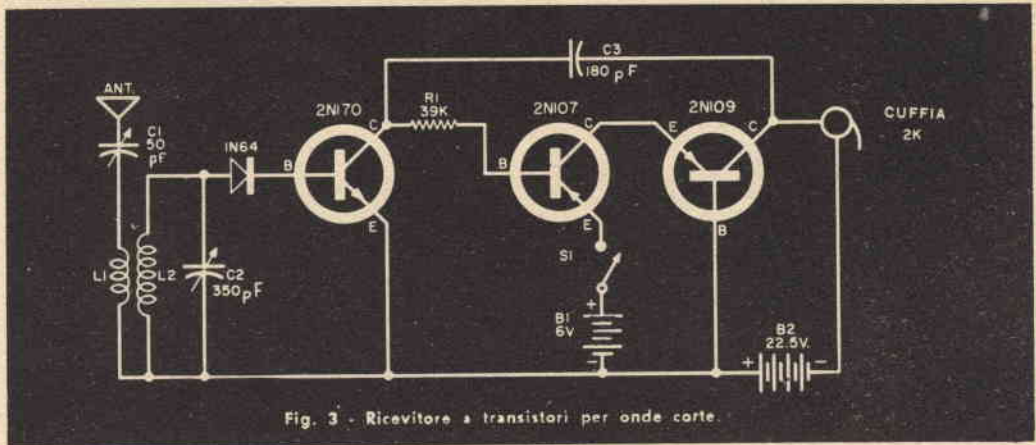 ANT.
C1
50
pF
L1
L2
C2
350pF
1N64
2N170
B
C
E
R1
39K
2N107
B
C
E
S1
+
B1
6V
-
C3
180 pF
2N109
E
C
B
CUFFIA
2K
B2
22.5V.
+
-
Fig. 3 - Ricevitore a transistori per onde corte.